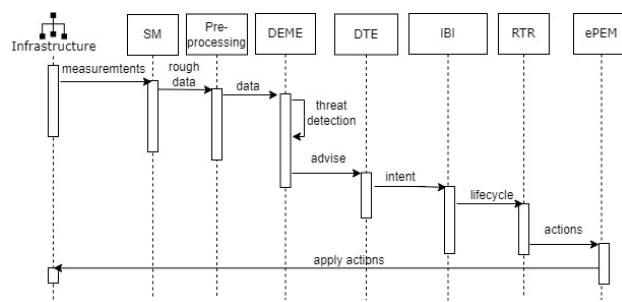 Infrastructure
SM
Pre-
processing
DEME
DTE
IBI
RTR
ePEM
measuremtents
rough
data
data
threat
detection
advise
intent
lifecycle
actions
apply actions